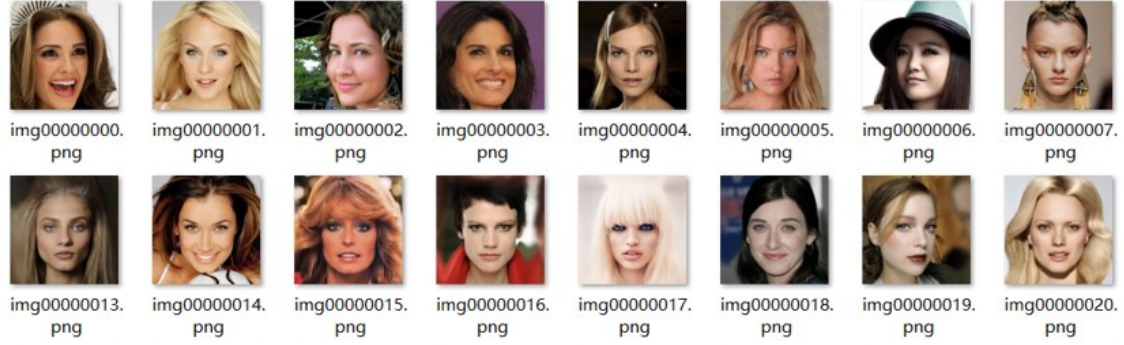 img00000000.
png
img00000001.
png
img00000002.
png
img00000003.
png
img00000004.
png
img00000005.
png
img00000006.
png
img00000007.
png
img00000013.
png
img00000014.
png
img00000015.
png
img00000016.
png
img00000017.
png
img00000018.
png
img00000019.
png
img00000020.
png